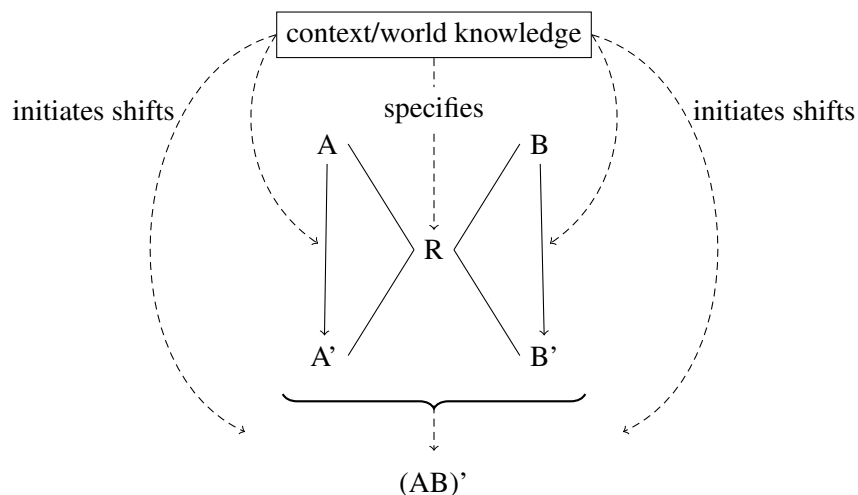 context/world knowledge
initiates shifts specifies initiates shifts
A B
R
A’ B’
(AB)’